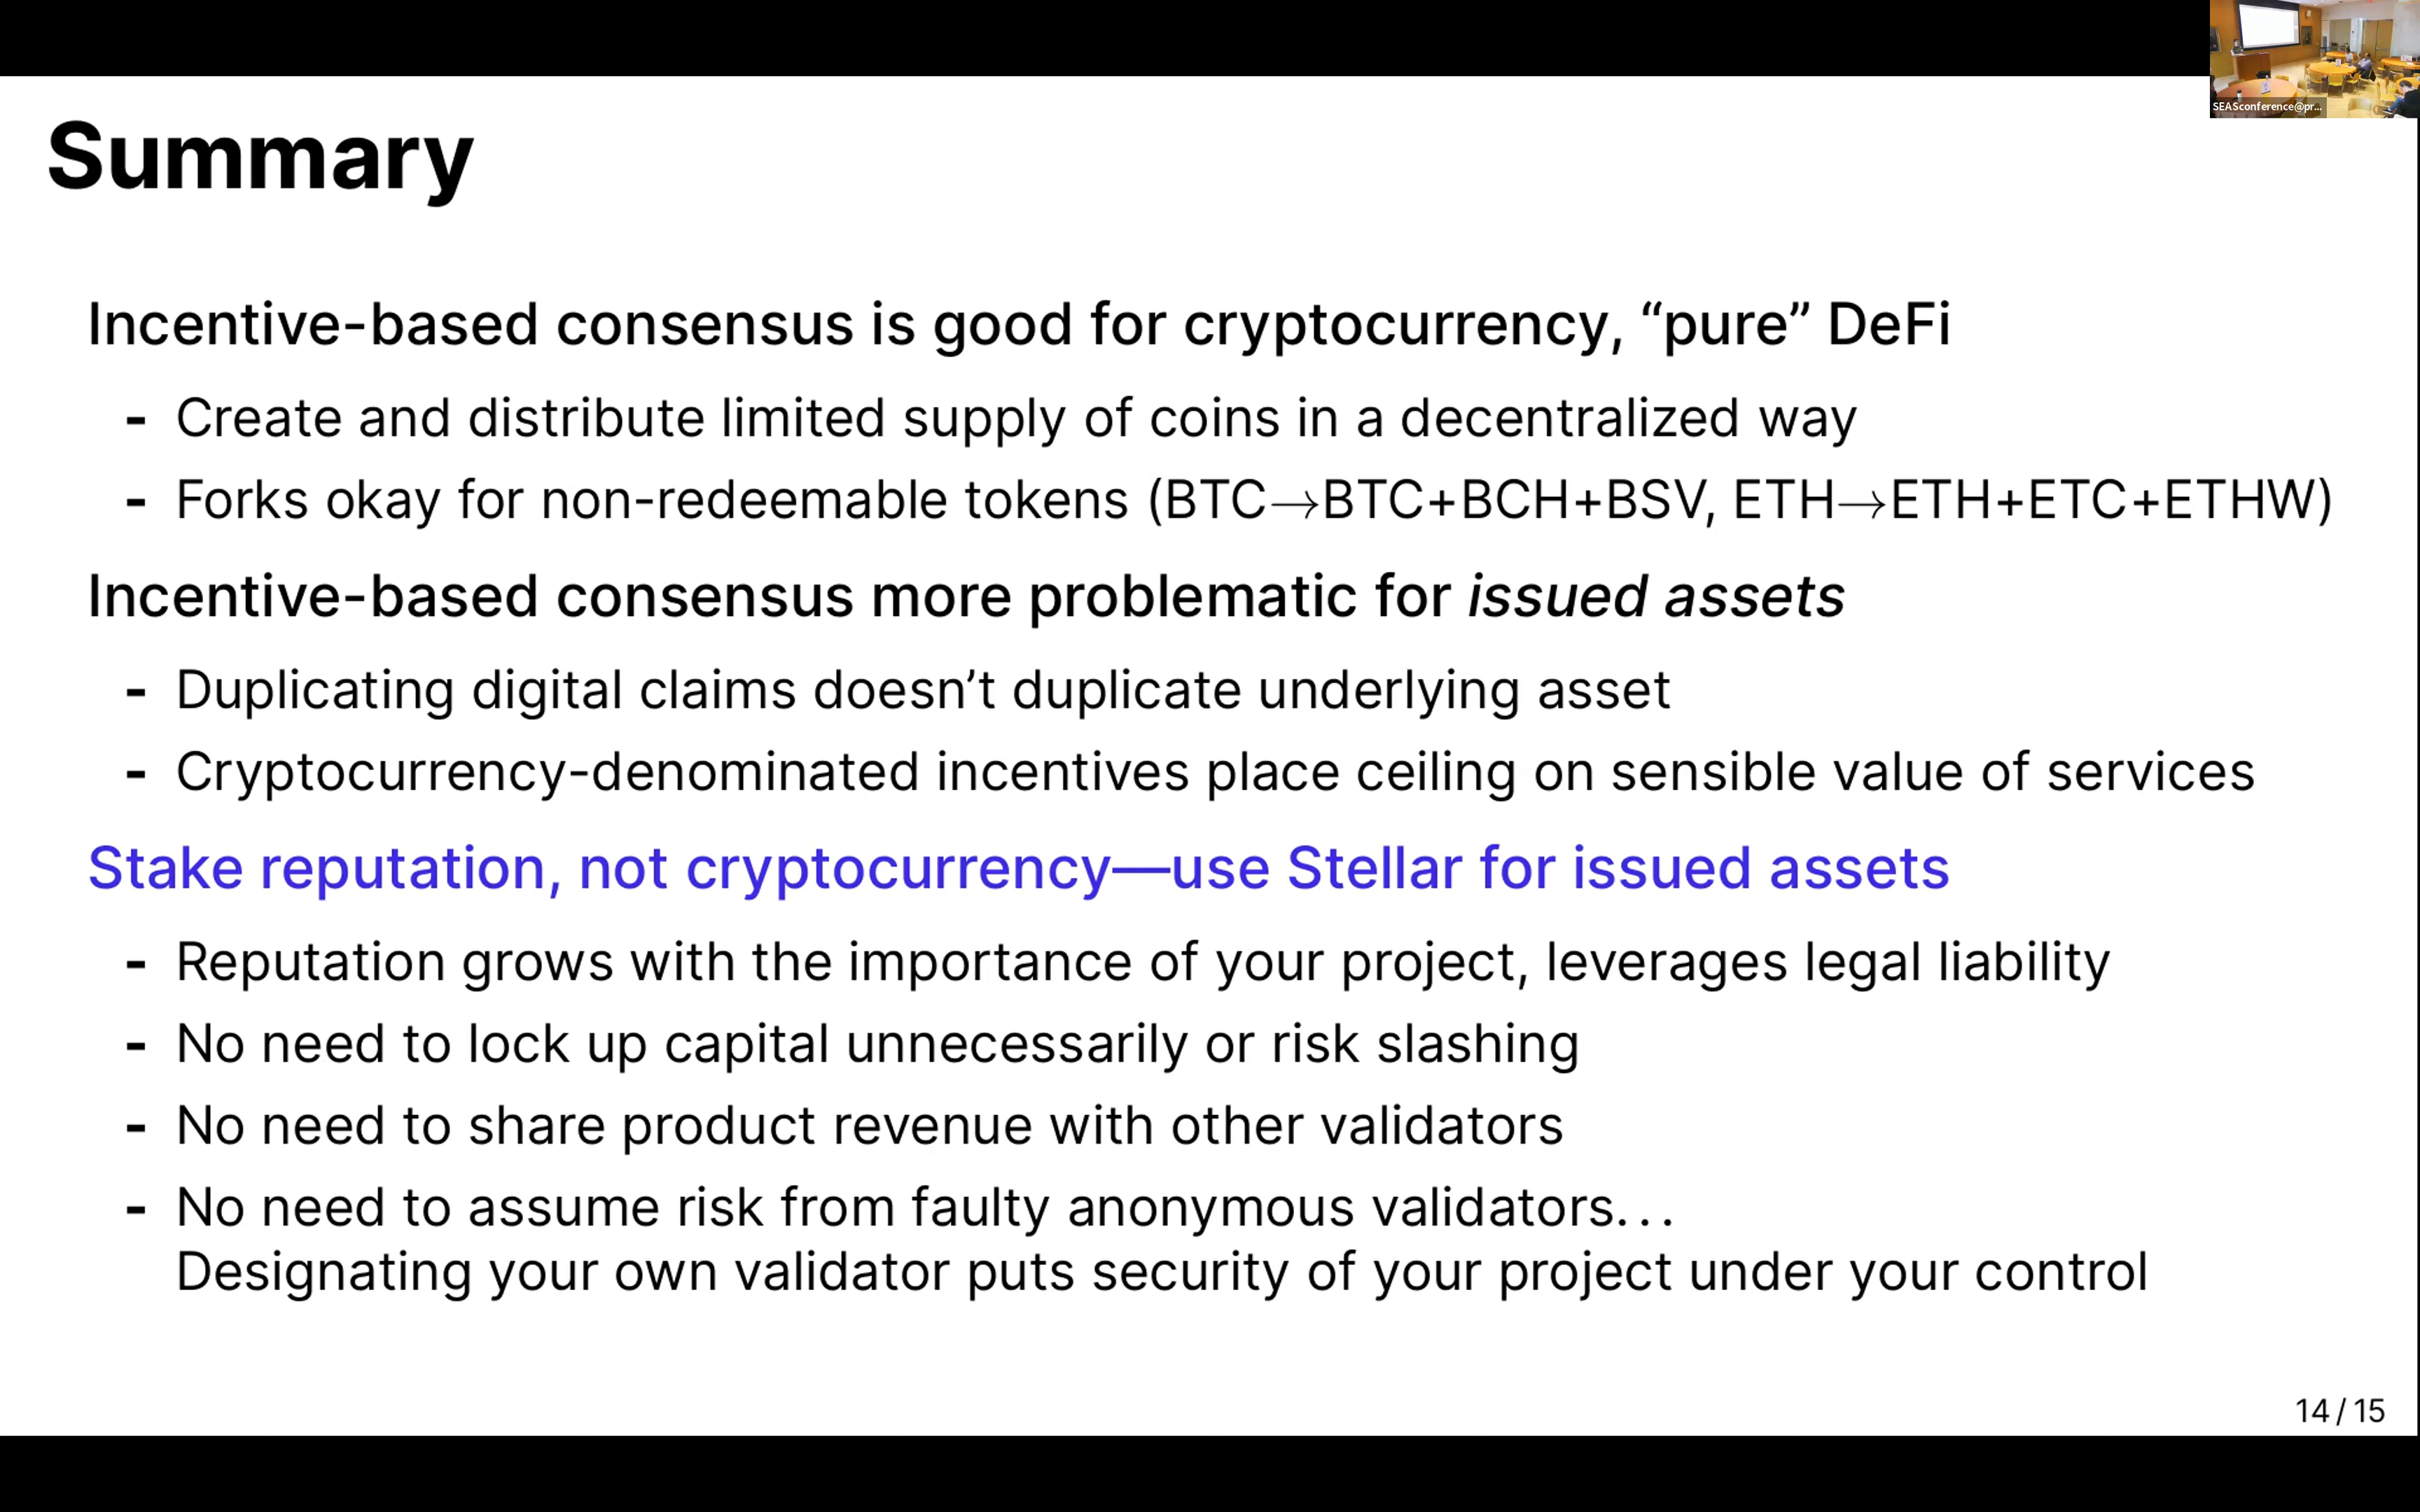 SEASconference@pr...
Summary
Incentive-based consensus is good for cryptocurrency, “pure” DeFi
- Create and distribute limited supply of coins in a decentralized way
- Forks okay for non-redeemable tokens (BTC→BTC+BCH+BSV, ETH→ETH+ETC+ETHW)
Incentive-based consensus more problematic for issued assets
- Duplicating digital claims doesn’t duplicate underlying asset
- Cryptocurrency-denominated incentives place ceiling on sensible value of services
Stake reputation, not cryptocurrency—use Stellar for issued assets
- Reputation grows with the importance of your project, leverages legal liability
- No need to lock up capital unnecessarily or risk slashing
- No need to share product revenue with other validators
- No need to assume risk from faulty anonymous validators...
Designating your own validator puts security of your project under your control
14 / 15